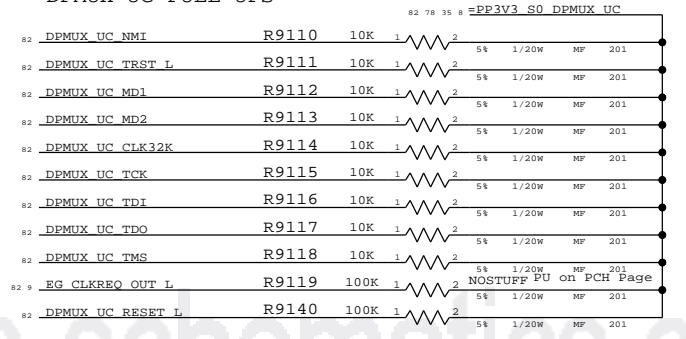 82 78 35 8 =PP3V3_S0_DPMUX_UC
82 DPMUX_UC_NMI R9110 10K 1 2
5% 1/20W MF 201
82 DPMUX_UC_TRST_L R9111 10K 1 2
5% 1/20W MF 201
82 DPMUX_UC_MD1 R9112 10K 1 2
5% 1/20W MF 201
82 DPMUX_UC_MD2 R9113 10K 1 2
5% 1/20W MF 201
82 DPMUX_UC_CLK32K R9114 10K 1 2
5% 1/20W MF 201
82 DPMUX_UC_TCK R9115 10K 1 2
5% 1/20W MF 201
82 DPMUX_UC_TDI R9116 10K 1 2
5% 1/20W MF 201
82 DPMUX_UC_TDO R9117 10K 1 2
5% 1/20W MF 201
82 DPMUX_UC_TMS R9118 10K 1 2
5% 1/20W MF 201
NOSTUFF PU on PCH Page
82 9 EG_CLKREQ_OUT_L R9119 100K 1 2
5% 1/20W MF 201
82 DPMUX_UC_RESET_L R9140 100K 1 2
5% 1/20W MF 201